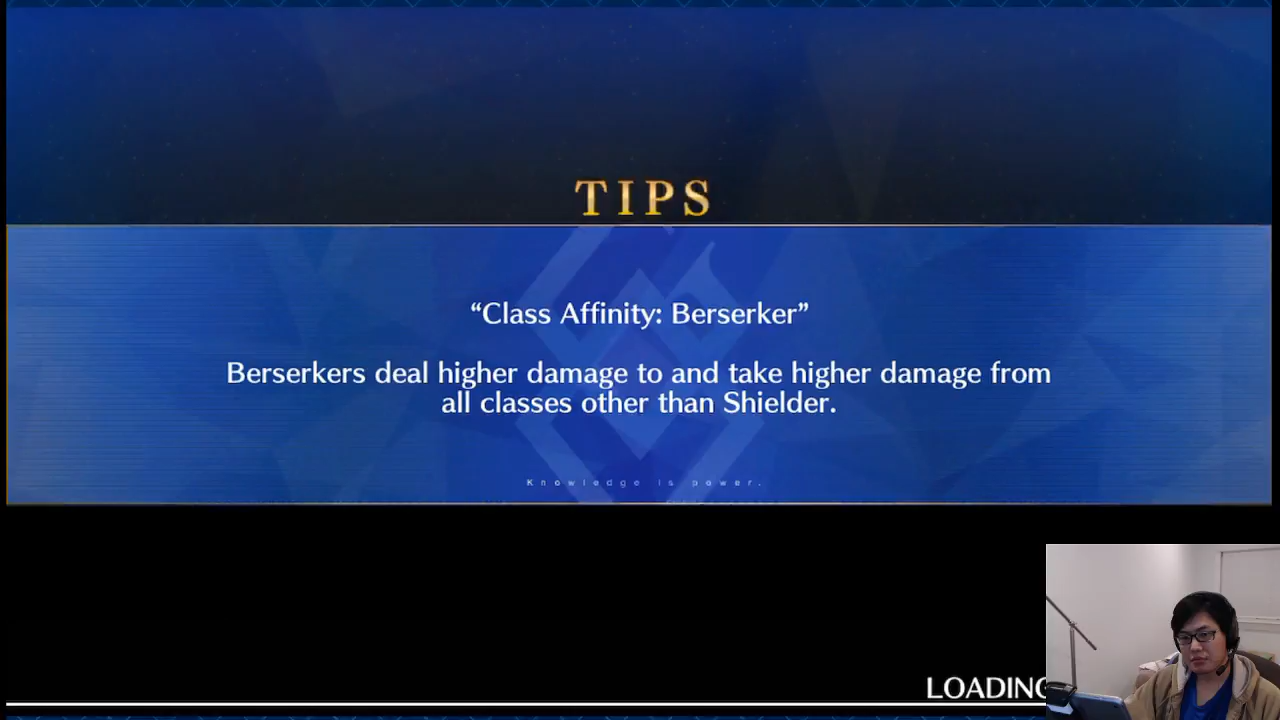 TIPS
“Class Affinity: Berserker”
Berserkers deal higher damage to and take higher damage from
all classes other than Shielder.
Knowledge is power.
LOADING